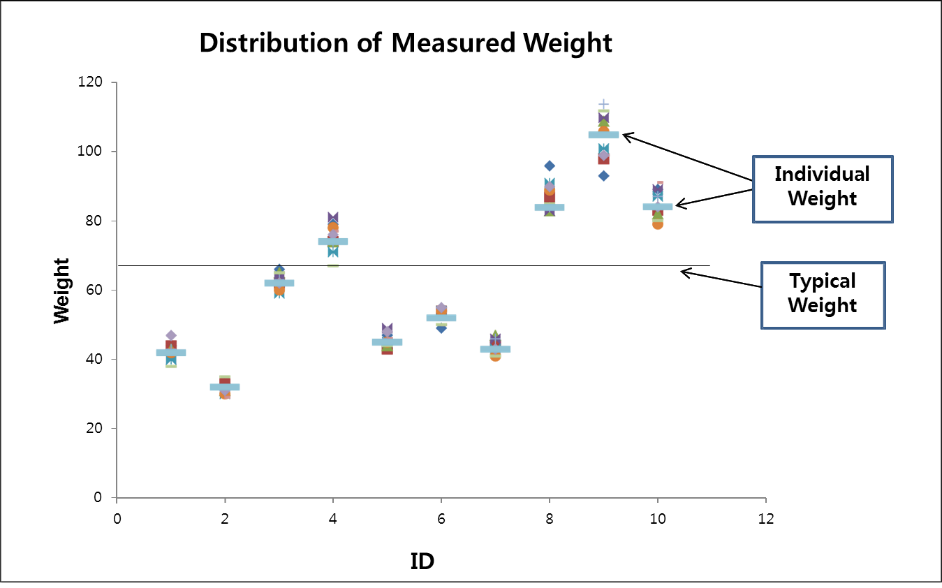 Distribution of Measured Weight
120
100
80
60
40
20
0
Weight
0 2 4 6 8 10 12
ID
Individual
Weight
Typical
Weight